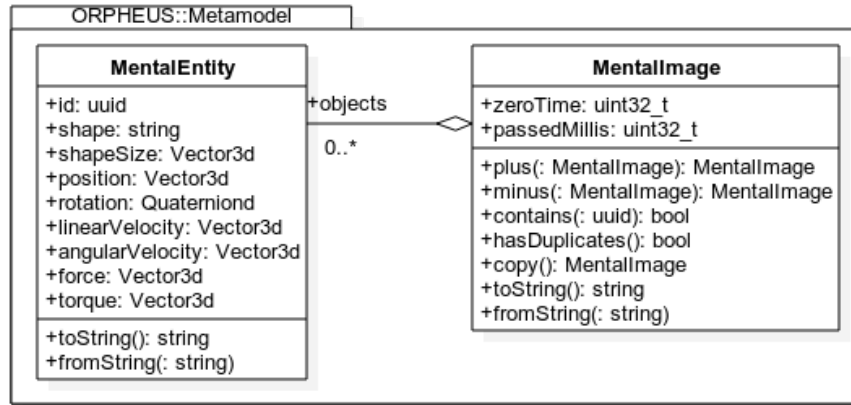 ORPHEUS::Metamodel
MentalEntity
+id: uuid
+shape: string
+shapeSize: Vector3d
+position: Vector3d
+rotation: Quaterniond
+linearVelocity: Vector3d
+angularVelocity: Vector3d
+force: Vector3d
+torque: Vector3d
+toString(): string
+fromString(: string)
+objects
0..*
MentalImage
+zeroTime: uint32_t
+passedMillis: uint32_t
+plus(: MentalImage): MentalImage
+minus(: MentalImage): MentalImage
+contains(: uuid): bool
+hasDuplicates(): bool
+copy(): MentalImage
+toString(): string
+fromString(: string)